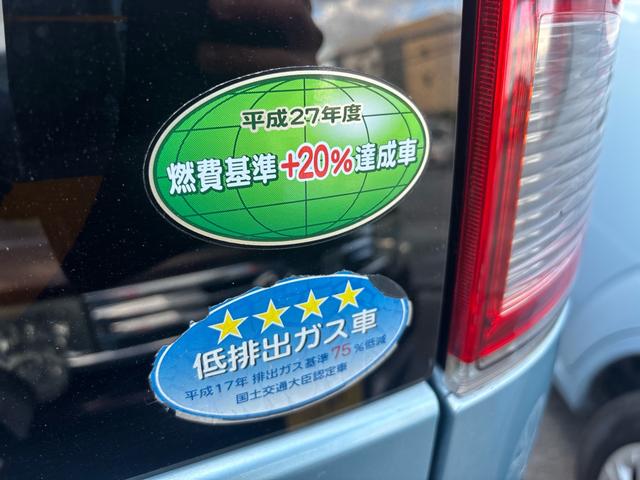 平成27年度
燃費基準+20%達成車
低排出ガス車
平成17年 排出ガス基準75%低減
国土交通大臣認定車